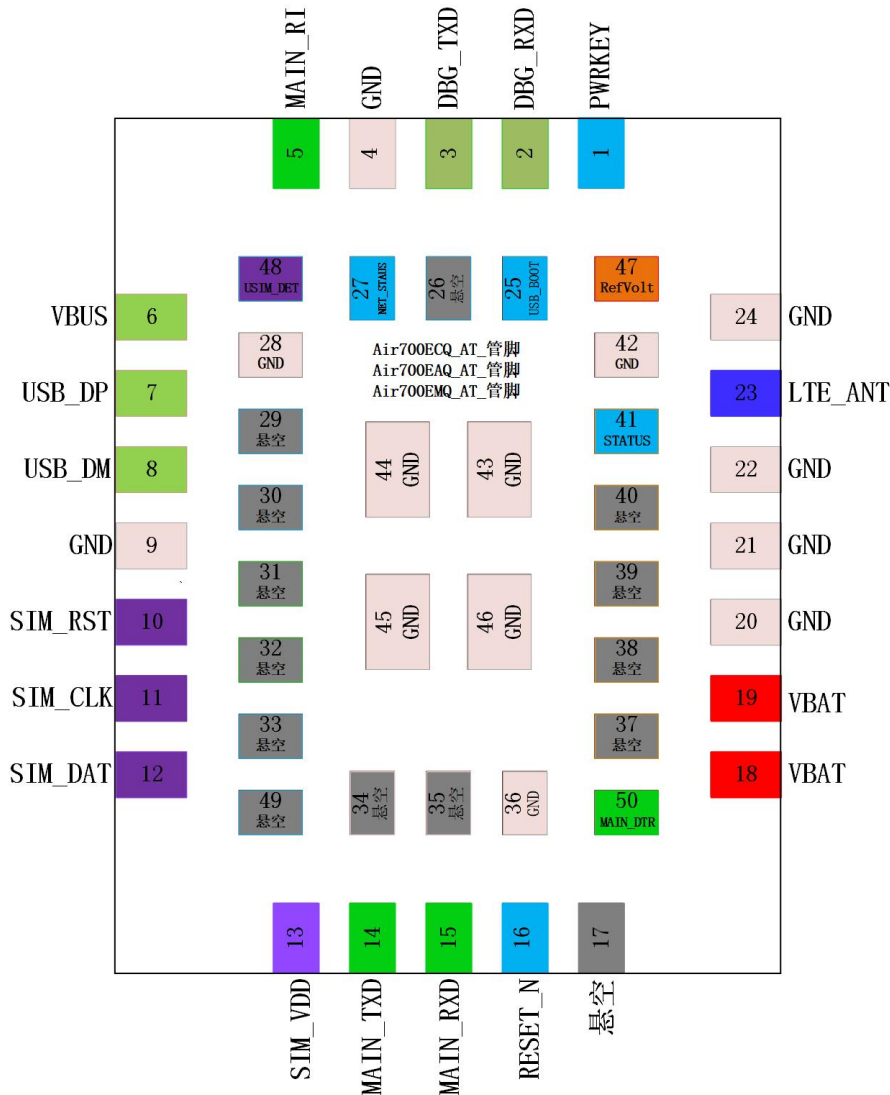 MAIN_RI
GND
DBG_TXD
DBG_RXD
PWRKEY
5
4
3
2
1
48
USIM_DET
27
NET_STAUS
26
悬空
25
USB_BOOT
47
RefVolt
VBUS
6
24
GND
28
GND
Air700ECQ_AT_管脚
Air700EAQ_AT_管脚
Air700EMQ_AT_管脚
42
GND
USB_DP
7
23
LTE_ANT
29
悬空
41
STATUS
44
GND
43
GND
USB_DM
8
22
GND
30
悬空
40
悬空
GND
9
21
GND
31
悬空
39
悬空
SIM_RST
10
20
GND
45
GND
46
GND
32
悬空
38
悬空
SIM_CLK
11
19
VBAT
33
悬空
37
悬空
SIM_DAT
12
18
VBAT
49
悬空
34
悬空
35
悬空
36
GND
50
MAIN_DTR
13
14
15
16
17
SIM_VDD
MAIN_TXD
MAIN_RXD
RESET_N
悬空